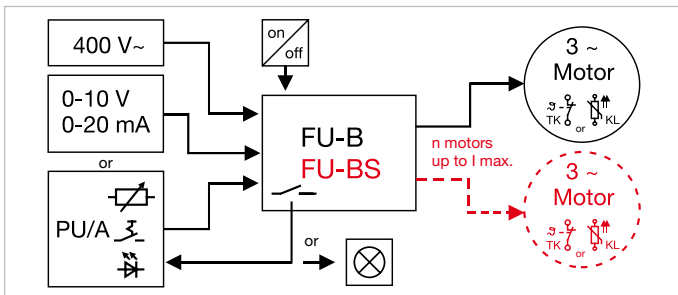 400 V~
0-10 V
0-20 mA
or
PU/A
on
off
FU-B
FU-BS
or
n motors
up to I max.
3 ~
Motor
ϑ
TK or KL
3 ~
Motor
ϑ
TK or KL